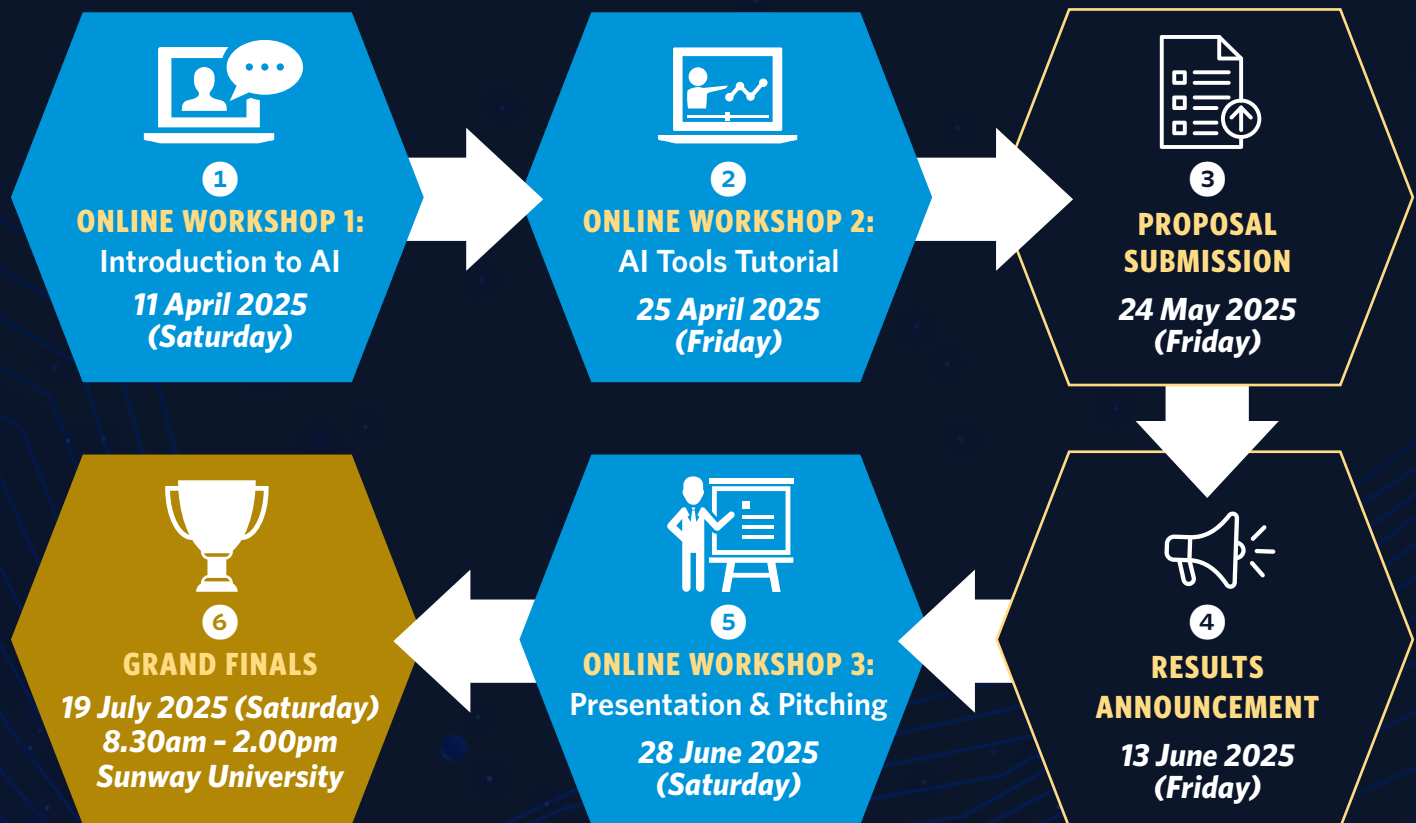 1
ONLINE WORKSHOP 1:
Introduction to AI
11 April 2025
(Saturday)
2
ONLINE WORKSHOP 2:
AI Tools Tutorial
25 April 2025
(Friday)
3
PROPOSAL
SUBMISSION
24 May 2025
(Friday)
4
RESULTS
ANNOUNCEMENT
13 June 2025
(Friday)
5
ONLINE WORKSHOP 3:
Presentation & Pitching
28 June 2025
(Saturday)
6
GRAND FINALS
19 July 2025 (Saturday)
8.30am – 2.00pm
Sunway University